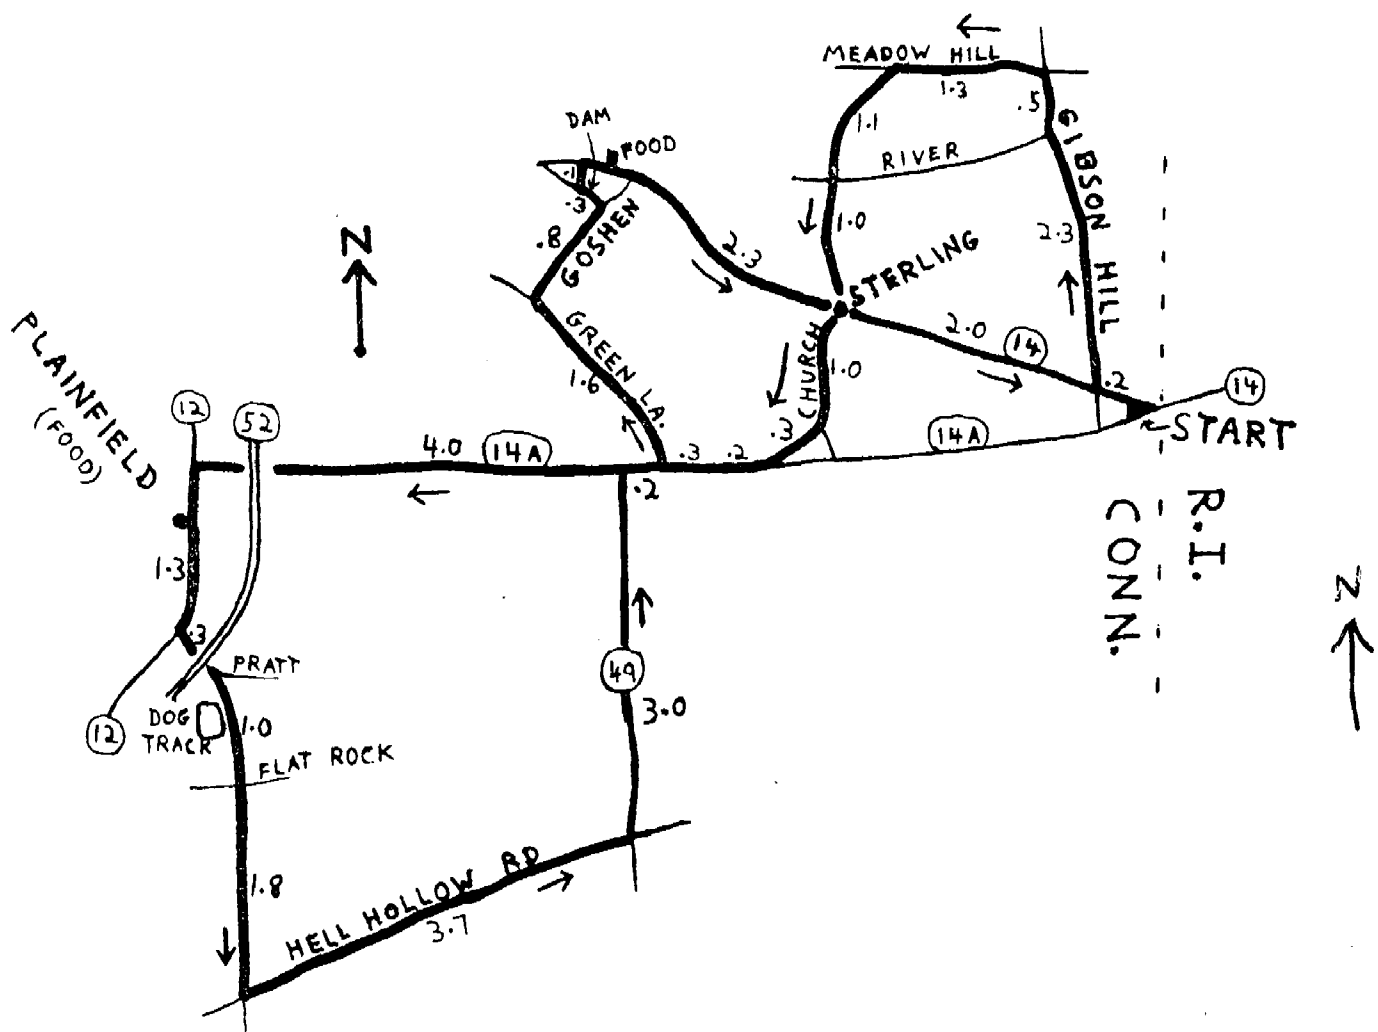 MEADOW HILL
1.3
.5
GIBSON HILL
1.1
RIVER
DAM
FOOD
.1
.3
.8
GOSHEN
2.3
1.0
STERLING
2.3
N
GREEN LA.
1.6
CHURCH
1.0
2.0
14
.2
14
START
PLAINFIELD
(FOOD)
12
52
4.0
14A
.3
.2
.3
14A
.2
R.I.
CONN.
N
1.3
.3
12
PRATT
DOG
TRACK
1.0
FLAT ROCK
49
3.0
1.8
HELL HOLLOW RD
3.7